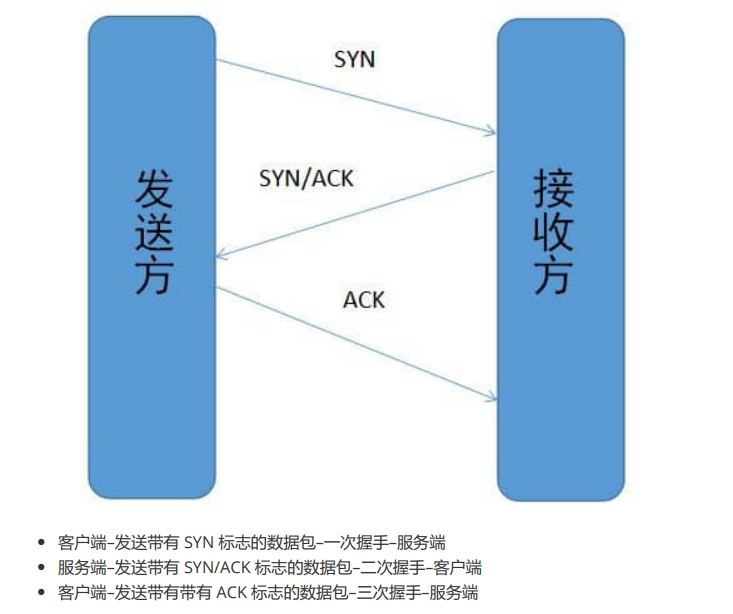 SYN
SYN/ACK
发送方
接收方
ACK
客户端–发送带有 SYN 标志的数据包–一次握手–服务端
服务端–发送带有 SYN/ACK 标志的数据包–二次握手–客户端
客户端–发送带有带有 ACK 标志的数据包–三次握手–服务端